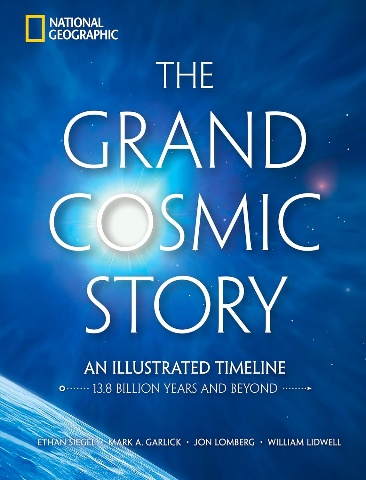 NATIONAL
GEOGRAPHIC
THE
GRAND
COSMIC
STORY
AN ILLUSTRATED TIMELINE
13.8 BILLION YEARS AND BEYOND
ETHAN SIEGEL • MARK A. GARLICK • JON LOMBERG • WILLIAM LIDWELL